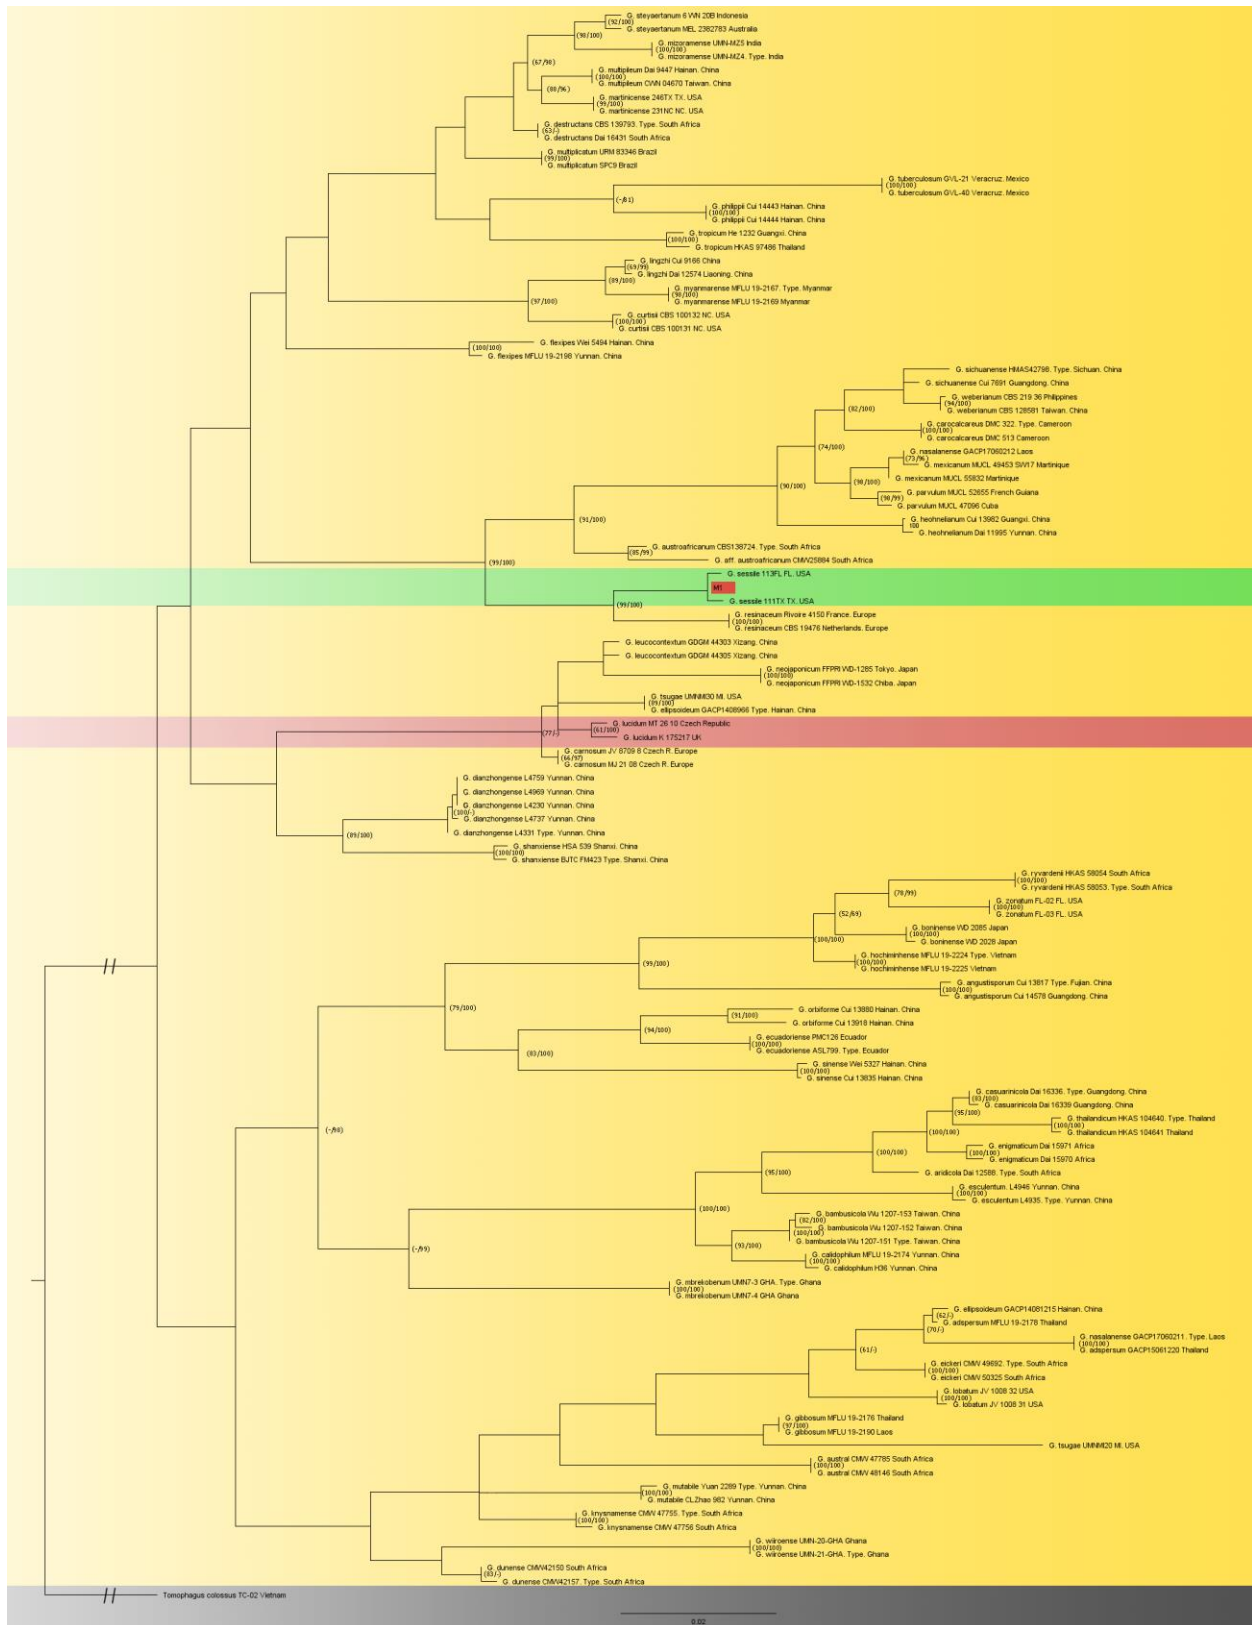 G. steyaertanum 6 WN 20B Indonesia
(92/100)
G. steyaertanum MEL 2382783 Australia
(98/100)
G. mizoramense UMN-MZ5 India
(100/100)
G. mizoramense UMN-MZ4. Type. India
(67/98)
G. multipileum Dai 9447 Hainan. China
(100/100)
G. multipileum CWN 04670 Taiwan. China
(88/96)
G. martinicense 246TX TX. USA
(99/100)
G. martinicense 231NC NC. USA
G. destructans CBS 139793. Type. South Africa
(63/-)
G. destructans Dai 16431 South Africa
G. multiplicatum URM 83346 Brazil
(99/100)
G. multiplicatum SPC9 Brazil
G. tuberculosum GVL-21 Veracruz. Mexico
(100/100)
G. tuberculosum GVL-40 Veracruz. Mexico
(-/81)
G. philippii Cui 14443 Hainan. China
(100/100)
G. philippii Cui 14444 Hainan. China
G. tropicum He 1232 Guangxi. China
(100/100)
G. tropicum HKAS 97486 Thailand
G. lingzhi Cui 9166 China
(69/99)
G. lingzhi Dai 12574 Liaoning. China
(89/100)
G. myanmarense MFLU 19-2167. Type. Myanmar
(98/100)
G. myanmarense MFLU 19-2169 Myanmar
(97/100)
G. curtisii CBS 100132 NC. USA
(100/100)
G. curtisii CBS 100131 NC. USA
G. flexipes Wei 5494 Hainan. China
(100/100)
G. flexipes MFLU 19-2198 Yunnan. China
G. sichuanense HMAS42798. Type. Sichuan. China
G. sichuanense Cui 7691 Guangdong. China
(82/100)
G. weberianum CBS 219 36 Philippines
(94/100)
G. weberianum CBS 128581 Taiwan. China
G. carocalcareus DMC 322. Type. Cameroon
(100/100)
G. carocalcareus DMC 513 Cameroon
(74/100)
G. nasalanense GACP17060212 Laos
(73/96)
G. mexicanum MUCL 49453 SW17 Martinique
G. mexicanum MUCL 55832 Martinique
(98/100)
(90/100)
G. parvulum MUCL 52655 French Guiana
(98/99)
G. parvulum MUCL 47096 Cuba
G. heohnelianum Cui 13982 Guangxi. China
100
G. heohnelianum Dai 11995 Yunnan. China
(91/100)
G. austroafricanum CBS138724. Type. South Africa
(85/99)
G. aff. austroafricanum CMW25884 South Africa
(99/100)
G. sessile 113FL FL. USA
M1
G. sessile 111TX TX. USA
(99/100)
G. resinaceum Rivoire 4150 France. Europe
(100/100)
G. resinaceum CBS 19476 Netherlands. Europe
G. leucocontextum GDGM 44303 Xizang. China
G. leucocontextum GDGM 44305 Xizang. China
G. neojaponicum FFPRI WD-1285 Tokyo. Japan
(100/100)
G. neojaponicum FFPRI WD-1532 Chiba. Japan
G. tsugae UMNMI30 MI. USA
(89/100)
G. ellipsoideum GACP1408966 Type. Hainan. China
G. lucidum MT 26 10 Czech Republic
(61/100)
(77/-)
G. lucidum K 175217 UK
G. carnosum JV 8709 8 Czech R. Europe
(66/97)
G. carnosum MJ 21 08 Czech R. Europe
G. dianzhongense L4759 Yunnan. China
G. dianzhongense L4969 Yunnan. China
G. dianzhongense L4230 Yunnan. China
(100/-)
G. dianzhongense L4737 Yunnan. China
G. dianzhongense L4331 Type. Yunnan. China
(89/100)
G. shanxiense HSA 539 Shanxi. China
(100/100)
G. shanxiense BJTC FM423 Type. Shanxi. China
G. ryvardenii HKAS 58054 South Africa
(100/100)
G. ryvardenii HKAS 58053. Type. South Africa
(78/99)
G. zonatum FL-02 FL. USA
(100/100)
G. zonatum FL-03 FL. USA
(52/69)
G. boninense WD 2085 Japan
(100/100)
G. boninense WD 2028 Japan
(100/100)
G. hochiminhense MFLU 19-2224 Type. Vietnam
(100/100)
G. hochiminhense MFLU 19-2225 Vietnam
(99/100)
G. angustisporum Cui 13817 Type. Fujian. China
(100/100)
G. angustisporum Cui 14578 Guangdong. China
(79/100)
G. orbiforme Cui 13880 Hainan. China
(91/100)
G. orbiforme Cui 13918 Hainan. China
(94/100)
G. ecuadoriense PMC126 Ecuador
(100/100)
G. ecuadoriense ASL799. Type. Ecuador
(83/100)
G. sinense Wei 5327 Hainan. China
(100/100)
G. sinense Cui 13835 Hainan. China
G. casuarinicola Dai 16336. Type. Guangdong. China
(83/100)
G. casuarinicola Dai 16339 Guangdong. China
(95/100)
G. thailandicum HKAS 104640. Type. Thailand
(100/100)
G. thailandicum HKAS 104641 Thailand
(-/98)
(100/100)
G. enigmaticum Dai 15971 Africa
(100/100)
G. enigmaticum Dai 15970 Africa
(100/100)
G. aridicola Dai 12588. Type. South Africa
(95/100)
G. esculentum. L4946 Yunnan. China
(100/100)
G. esculentum L4935. Type. Yunnan. China
(100/100)
G. bambusicola Wu 1207-153 Taiwan. China
(82/100)
G. bambusicola Wu 1207-152 Taiwan. China
(100/100)
G. bambusicola Wu 1207-151 Type. Taiwan. China
(93/100)
(-/99)
G. calidophilum MFLU 19-2174 Yunnan. China
(100/100)
G. calidophilum H36 Yunnan. China
G. mbrekobenum UMN7-3 GHA. Type. Ghana
(100/100)
G. mbrekobenum UMN7-4 GHA Ghana
G. ellipsoideum GACP14081215 Hainan. China
(62/-)
G. adspersum MFLU 19-2178 Thailand
(70/-)
G. nasalanense GACP17060211. Type. Laos
(100/100)
G. adspersum GACP15061220 Thailand
(61/-)
G. eickeri CMW 49692. Type. South Africa
(100/100)
G. eickeri CMW 50325 South Africa
G. lobatum JV 1008 32 USA
(100/100)
G. lobatum JV 1008 31 USA
G. gibbosum MFLU 19-2176 Thailand
(97/100)
G. gibbosum MFLU 19-2190 Laos
G. tsugae UMNMI20 MI. USA
G. austral CMW 47785 South Africa
(100/100)
G. austral CMW 48146 South Africa
G. mutabile Yuan 2289 Type. Yunnan. China
(100/100)
G. mutabile CLZhao 982 Yunnan. China
G. knysnamense CMW 47755. Type. South Africa
(100/100)
G. knysnamense CMW 47756 South Africa
G. wiiroense UMN-20-GHA Ghana
(100/100)
G. wiiroense UMN-21-GHA. Type. Ghana
G. dunense CMW42150 South Africa
(83/-)
G. dunense CMW42157. Type. South Africa
Tomophagus colossus TC-02 Vietnam
0.02